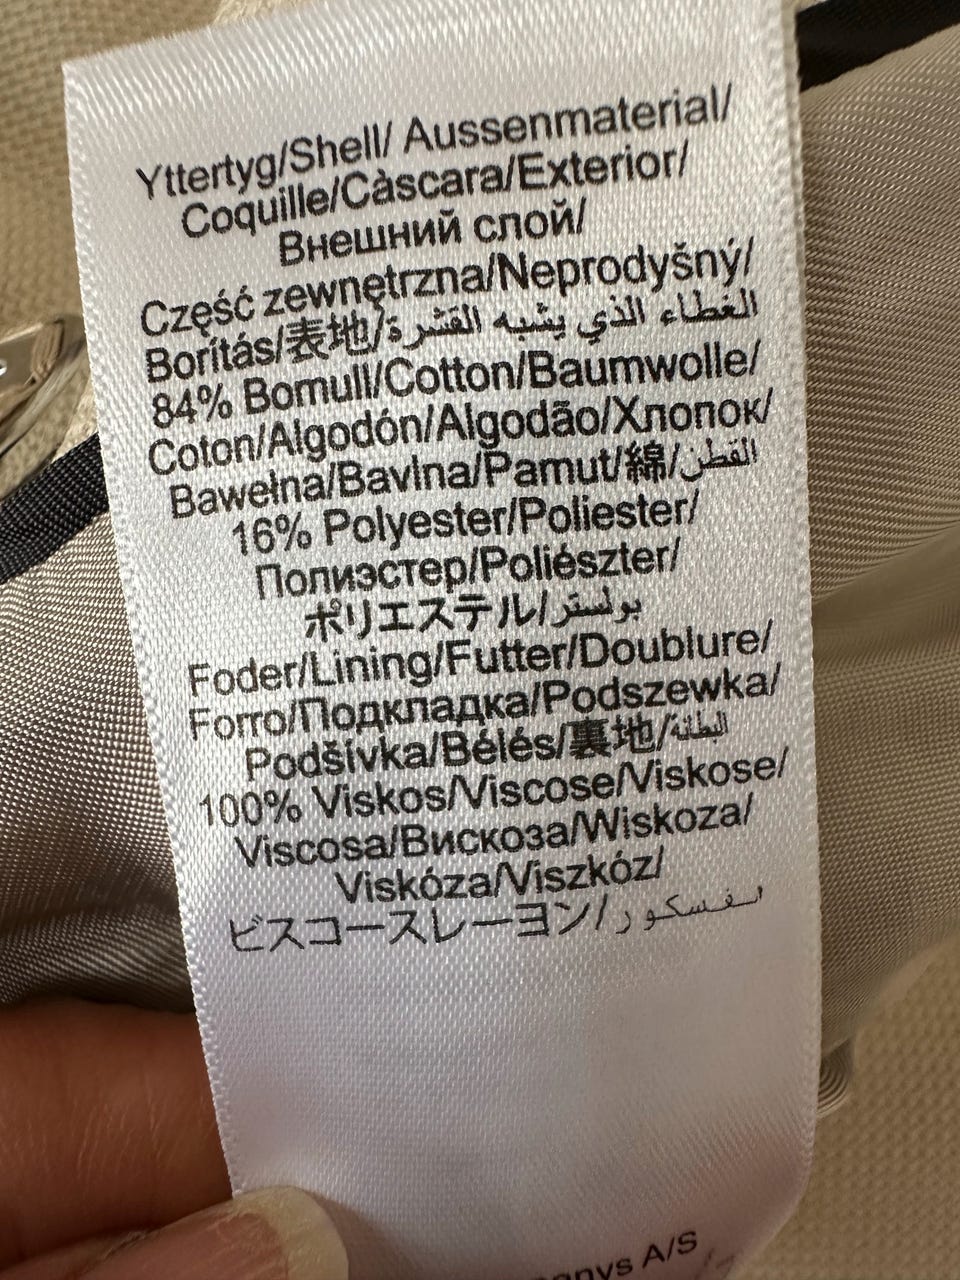 Yttertyg/Shell/ Aussenmaterial/
Coquille/Càscara/Exterior/
Внешний слой/
Część zewnętrzna/Neprodyšný/
Borítás/表地/الغطاء الذي يشبه القشرة
84% Bomull/Cotton/Baumwolle/
Coton/Algodón/Algodão/Хлопок/
Bawełna/Bavlna/Pamut/綿/القطن
16% Polyester/Poliester/
Полиэстер/Poliészter/
ポリエステル/بولستر
Foder/Lining/Futter/Doublure/
Forro/Подкладка/Podszewka/
Podšívka/Bélés/裏地/البطانة
100% Viskos/Viscose/Viskose/
Viscosa/Вискоза/Wiskoza/
Viskóza/Viszkóz/
ビスコースレーヨン/
A/S